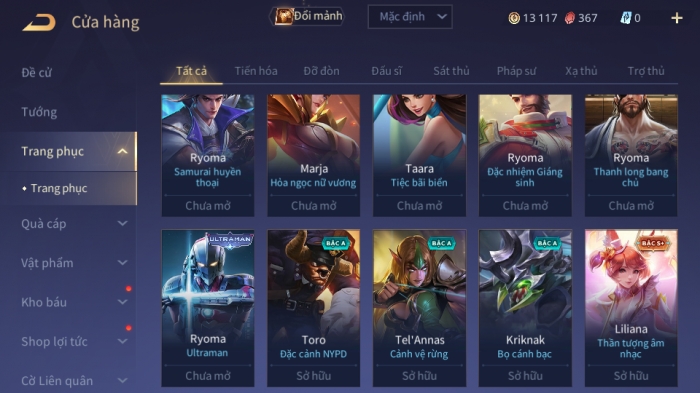 Cửa hàng
Đổi mảnh
Mặc định
13 117
367
0
Đề cử
Tướng
Trang phục
Trang phục
Quà cáp
Vật phẩm
Kho báu
Shop lợi tức
Cờ Liên quân
Tất cả
Tiến hóa
Đỡ đòn
Đấu sĩ
Sát thủ
Pháp sư
Xạ thủ
Trợ thủ
Ryoma
Samurai huyền
thoại
Chưa mở
Marja
Hỏa ngọc nữ vương
Chưa mở
Taara
Tiệc bãi biển
Chưa mở
Ryoma
Đặc nhiệm Giáng
sinh
Chưa mở
Ryoma
Thanh long bang
chủ
Chưa mở
ULTRAMAN
Ryoma
Ultraman
Chưa mở
BẬC A
Toro
Đặc cảnh NYPD
Sở hữu
BẬC A
Tel'Annas
Cảnh vệ rừng
Sở hữu
BẬC A
Kriknak
Bọ cánh bạc
Sở hữu
BẬC S+
Liliana
Thần tượng âm
nhạc
Sở hữu